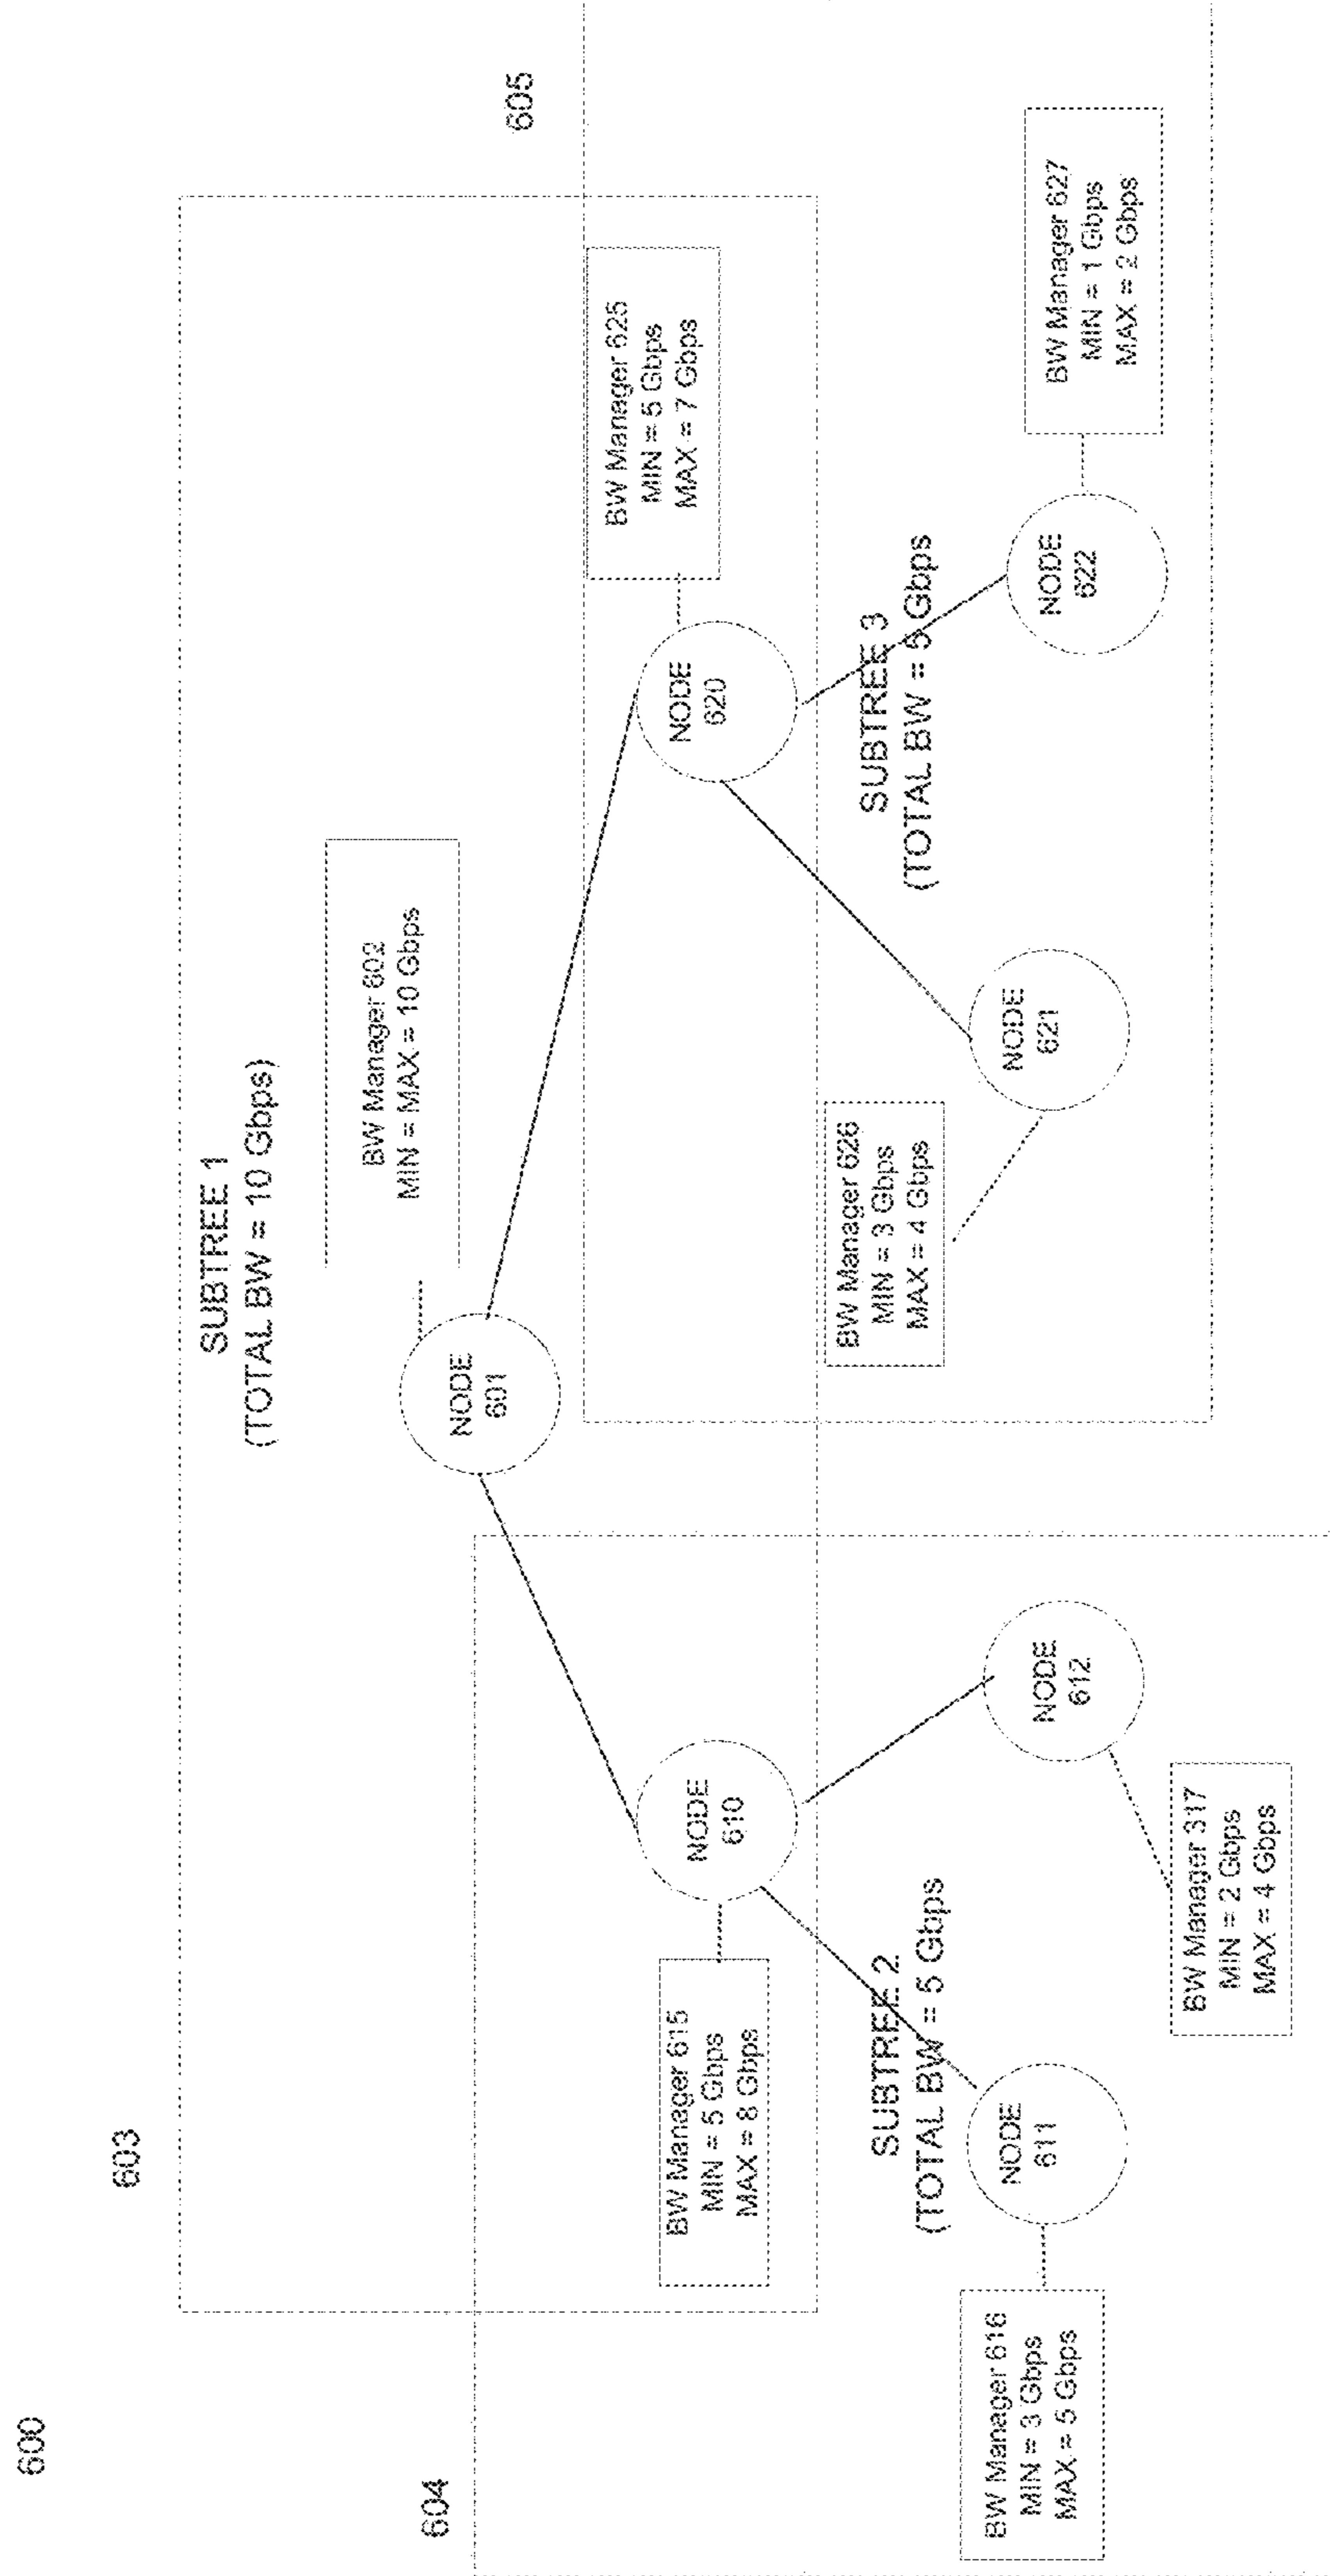 600
603
604
605
SUBTREE 1
(TOTAL BW = 10 Gbps)
BW Manager 602
MIN = MAX = 10 Gbps
NODE
601
BW Manager 615
MIN = 5 Gbps
MAX = 8 Gbps
NODE
610
NODE
620
BW Manager 625
MIN = 5 Gbps
MAX = 7 Gbps
SUBTREE 2
(TOTAL BW = 5 Gbps
SUBTREE 3
(TOTAL BW = 5 Gbps
BW Manager 616
MIN = 3 Gbps
MAX = 5 Gbps
NODE
611
NODE
612
BW Manager 317
MIN = 2 Gbps
MAX = 4 Gbps
BW Manager 626
MIN = 3 Gbps
MAX = 4 Gbps
NODE
621
NODE
622
BW Manager 627
MIN = 1 Gbps
MAX = 2 Gbps